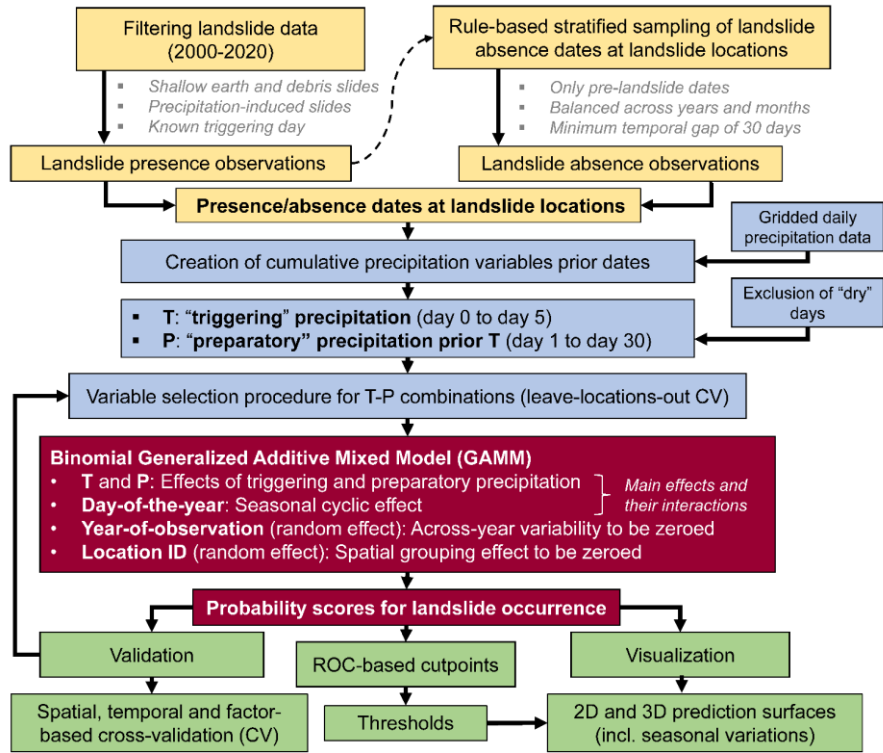 Filtering landslide data
(2000-2020)
Rule-based stratified sampling of landslide
absence dates at landslide locations
▪ Shallow earth and debris slides
▪ Precipitation-induced slides
▪ Known triggering day
▪ Only pre-landslide dates
▪ Balanced across years and months
▪ Minimum temporal gap of 30 days
Landslide presence observations
Landslide absence observations
Presence/absence dates at landslide locations
Gridded daily
precipitation data
Creation of cumulative precipitation variables prior dates
Exclusion of “dry”
days
▪ T: “triggering” precipitation (day 0 to day 5)
▪ P: “preparatory” precipitation prior T (day 1 to day 30)
Variable selection procedure for T-P combinations (leave-locations-out CV)
Binomial Generalized Additive Mixed Model (GAMM)
• T and P: Effects of triggering and preparatory precipitation
• Day-of-the-year: Seasonal cyclic effect
Main effects and
their interactions
• Year-of-observation (random effect): Across-year variability to be zeroed
• Location ID (random effect): Spatial grouping effect to be zeroed
Probability scores for landslide occurrence
Validation
ROC-based cutpoints
Visualization
Spatial, temporal and factor-
based cross-validation (CV)
Thresholds
2D and 3D prediction surfaces
(incl. seasonal variations)